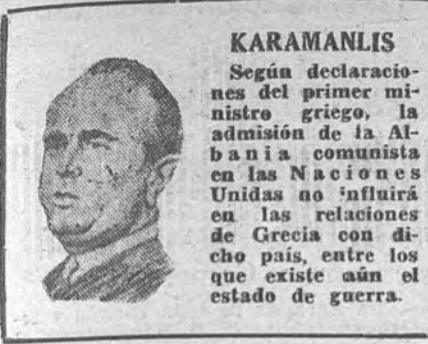 KARAMANLIS
Según declaracio-
nes del primer mi-
nistro griego, la
admisión de la Al-
bania comunista
en las Naciones
Unidas no influirá
en las relaciones
de Grecia con di-
cho país, entre los
que existe aún el
estado de guerra.